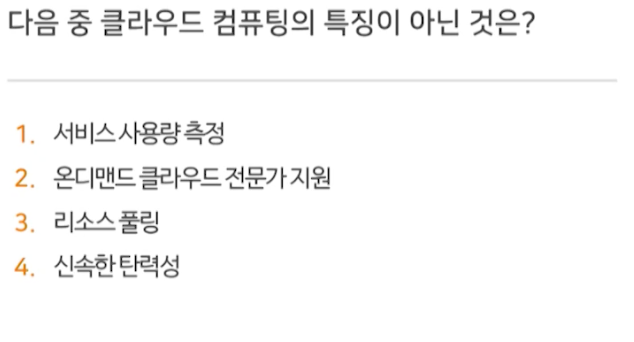 다음 중 클라우드 컴퓨팅의 특징이 아닌 것은?
1. 서비스 사용량 측정
2. 온디맨드 클라우드 전문가 지원
3. 리소스 풀링
4. 신속한 탄력성